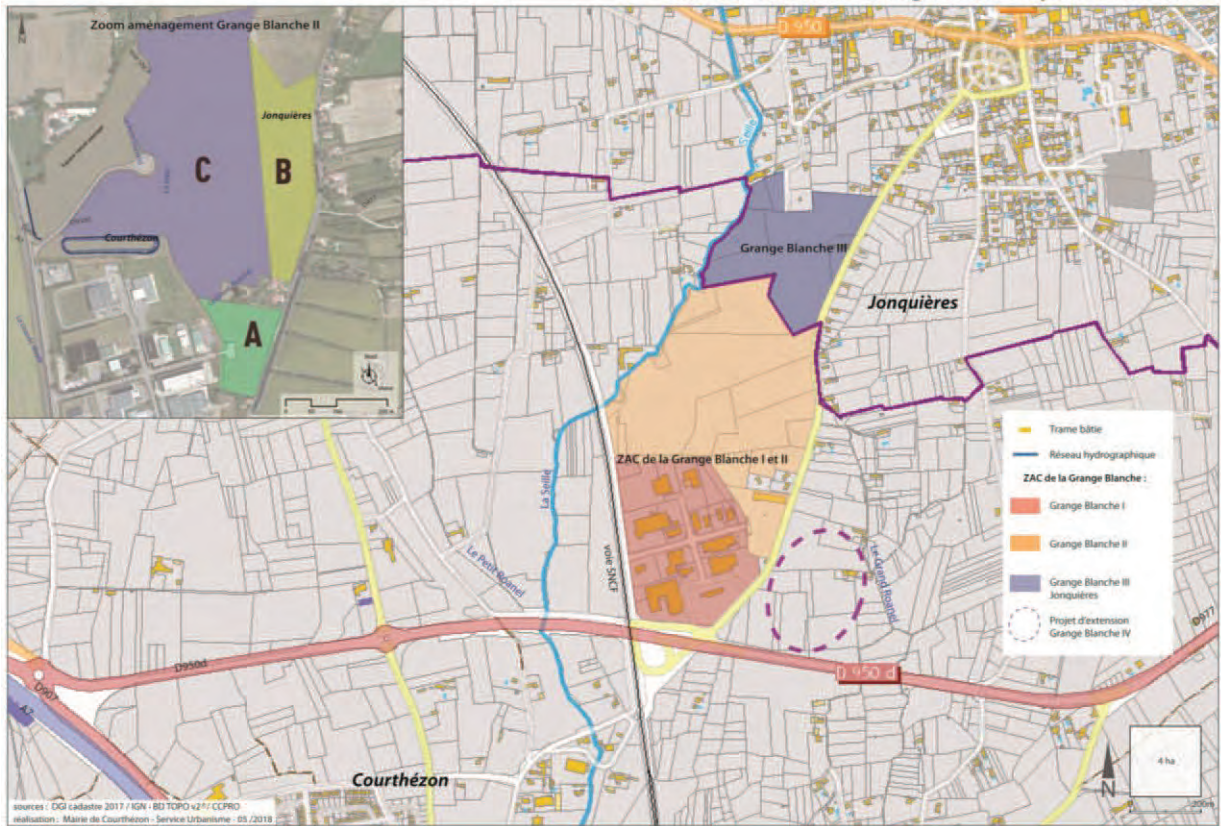 Zoom aménagement Grange Blanche II
N
Jonquières
C
B
Courthézon
A
D 950
Seille
Grange Blanche III
Jonquières
ZAC de la Grange Blanche I et II
La Seille
voie SNCF
Le Petit Roanel
Le Grand Roanel
D977
D950d
D 950 d
D907
A7
Courthézon
Trame bâtie
Réseau hydrographique
ZAC de la Grange Blanche :
Grange Blanche I
Grange Blanche II
Grange Blanche III
Jonquières
Projet d'extension
Grange Blanche IV
4 ha
N
200m
sources : DGI cadastre 2017 / IGN - BD TOPO v2® / CCPRO
réalisation : Mairie de Courthézon - Service Urbanisme - 05 /2018